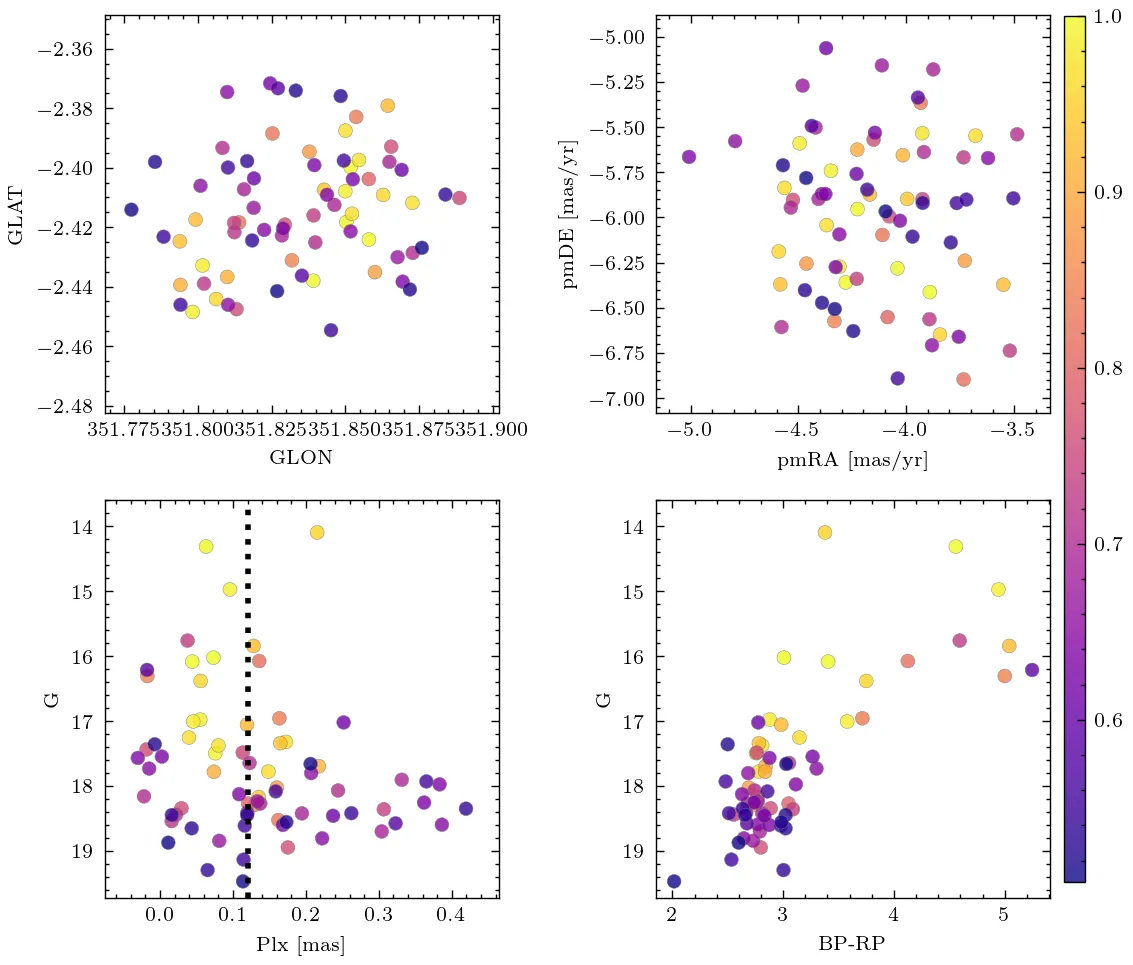 −2.36
−2.38
−2.40
−2.42
−2.44
−2.46
−2.48
GLAT
351.775 351.800 351.825 351.850 351.875 351.900
GLON
−5.00
−5.25
−5.50
−5.75
−6.00
−6.25
−6.50
−6.75
−7.00
pmDE [mas/yr]
−5.0 −4.5 −4.0 −3.5
pmRA [mas/yr]
14
15
16
17
18
19
G
0.0 0.1 0.2 0.3 0.4
Plx [mas]
14
15
16
17
18
19
G
2 3 4 5
BP-RP
1.0
0.9
0.8
0.7
0.6